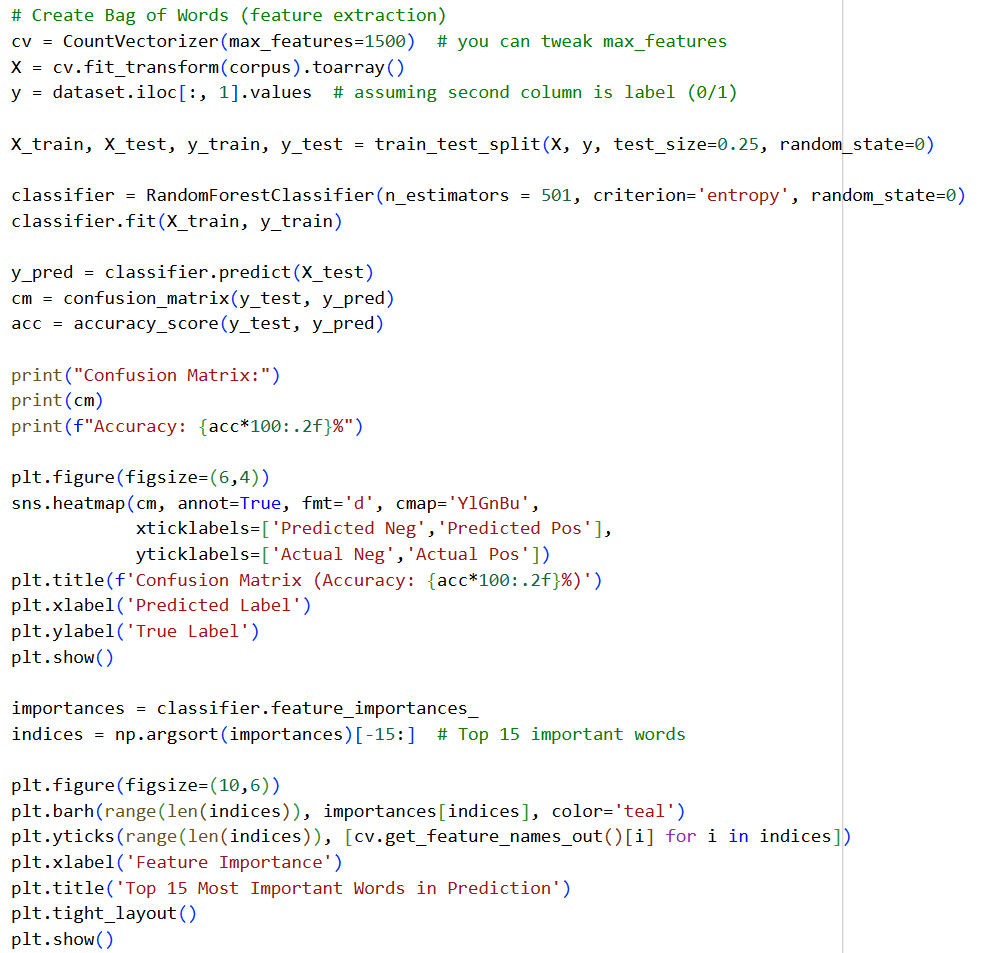 # Create Bag of Words (feature extraction)
cv = CountVectorizer(max_features=1500)  # you can tweak max_features
X = cv.fit_transform(corpus).toarray()
y = dataset.iloc[:, 1].values  # assuming second column is label (0/1)

X_train, X_test, y_train, y_test = train_test_split(X, y, test_size=0.25, random_state=0)

classifier = RandomForestClassifier(n_estimators = 501, criterion='entropy', random_state=0)
classifier.fit(X_train, y_train)

y_pred = classifier.predict(X_test)
cm = confusion_matrix(y_test, y_pred)
acc = accuracy_score(y_test, y_pred)

print("Confusion Matrix:")
print(cm)
print(f"Accuracy: {acc*100:.2f}%")

plt.figure(figsize=(6,4))
sns.heatmap(cm, annot=True, fmt='d', cmap='YlGnBu',
            xticklabels=['Predicted Neg','Predicted Pos'],
            yticklabels=['Actual Neg','Actual Pos'])
plt.title(f'Confusion Matrix (Accuracy: {acc*100:.2f}%)')
plt.xlabel('Predicted Label')
plt.ylabel('True Label')
plt.show()

importances = classifier.feature_importances_
indices = np.argsort(importances)[-15:]  # Top 15 important words

plt.figure(figsize=(10,6))
plt.barh(range(len(indices)), importances[indices], color='teal')
plt.yticks(range(len(indices)), [cv.get_feature_names_out()[i] for i in indices])
plt.xlabel('Feature Importance')
plt.title('Top 15 Most Important Words in Prediction')
plt.tight_layout()
plt.show()